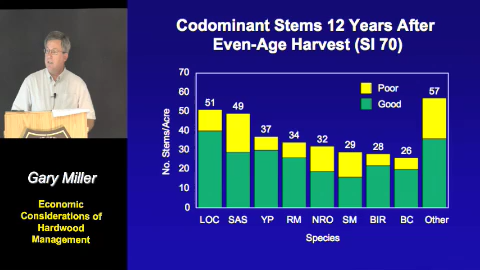 Codominant Stems 12 Years After
Even-Age Harvest (SI 70)
70
60
50
40
30
20
10
0
No. Stems/Acre
51
49
37
34
32
29
28
26
57
Poor
Good
LOC SAS YP RM NRO SM BIR BC Other
Species
Gary Miller
Economic
Considerations of
Hardwood
Management